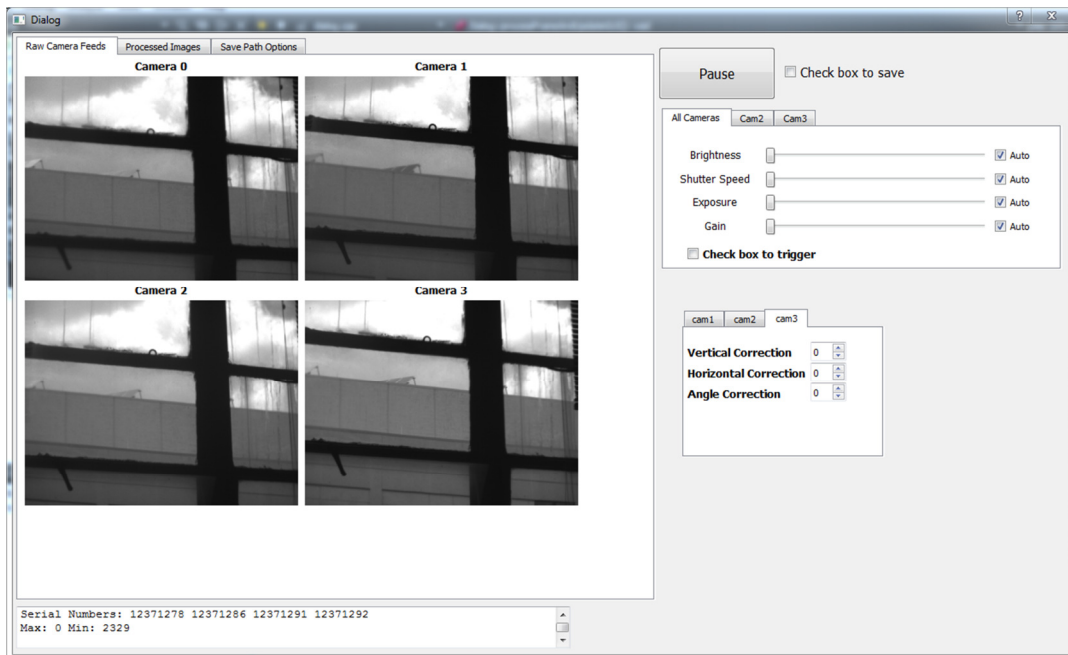 Dialog
Raw Camera Feeds Processed Images Save Path Options
Camera 0 Camera 1
Camera 2 Camera 3
Serial Numbers: 12371278 12371286 12371291 12371292
Max: 0 Min: 2329
Pause Check box to save
All Cameras Cam2 Cam3
Brightness Auto
Shutter Speed Auto
Exposure Auto
Gain Auto
Check box to trigger
cam1 cam2 cam3
Vertical Correction 0
Horizontal Correction 0
Angle Correction 0